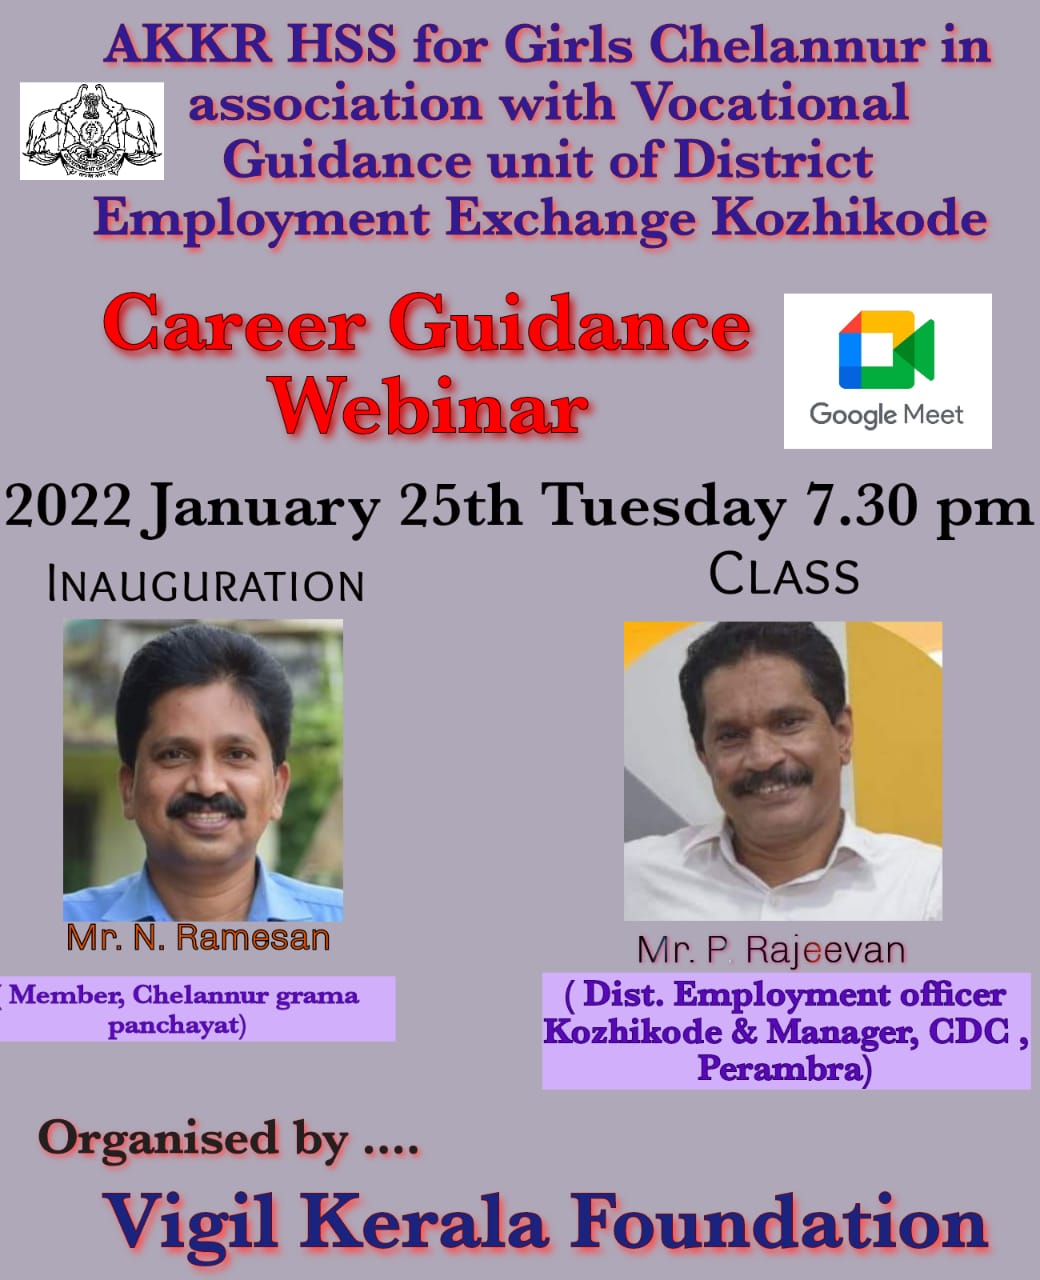 AKKR HSS for Girls Chelannur in
association with Vocational
Guidance unit of District
Employment Exchange Kozhikode
Career Guidance
Webinar
Google Meet
2022 January 25th Tuesday 7.30 pm
INAUGURATION
CLASS
Mr. N. Ramesan
Mr. P. Rajeevan
( Member, Chelannur grama
panchayat)
( Dist. Employment officer
Kozhikode & Manager, CDC ,
Perambra)
Organised by ....
Vigil Kerala Foundation